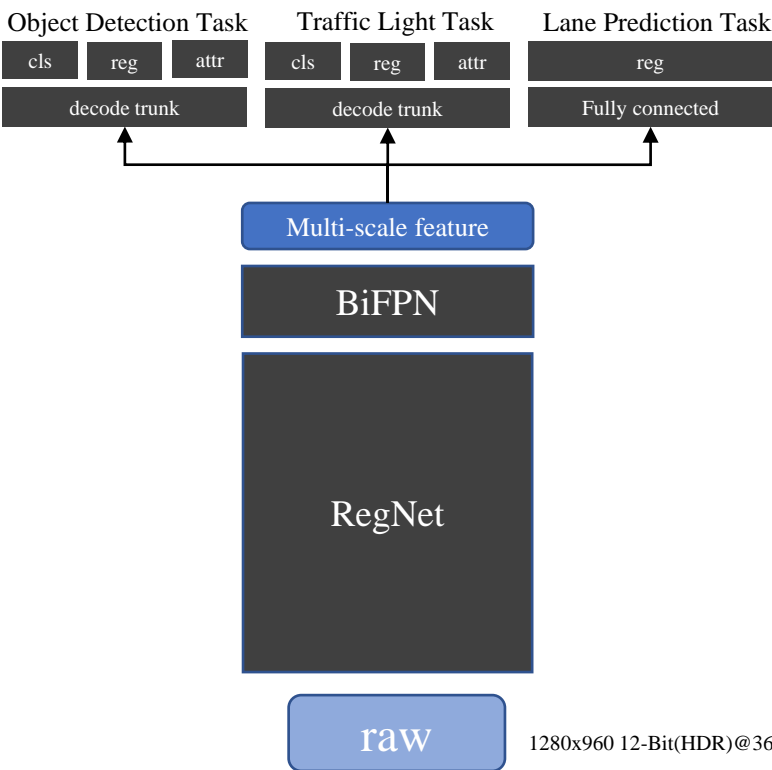 Object Detection Task Traffic Light Task Lane Prediction Task
cls reg attr cls reg attr reg
decode trunk decode trunk Fully connected
Multi-scale feature
BiFPN
RegNet
raw 1280x960 12-Bit(HDR)@36